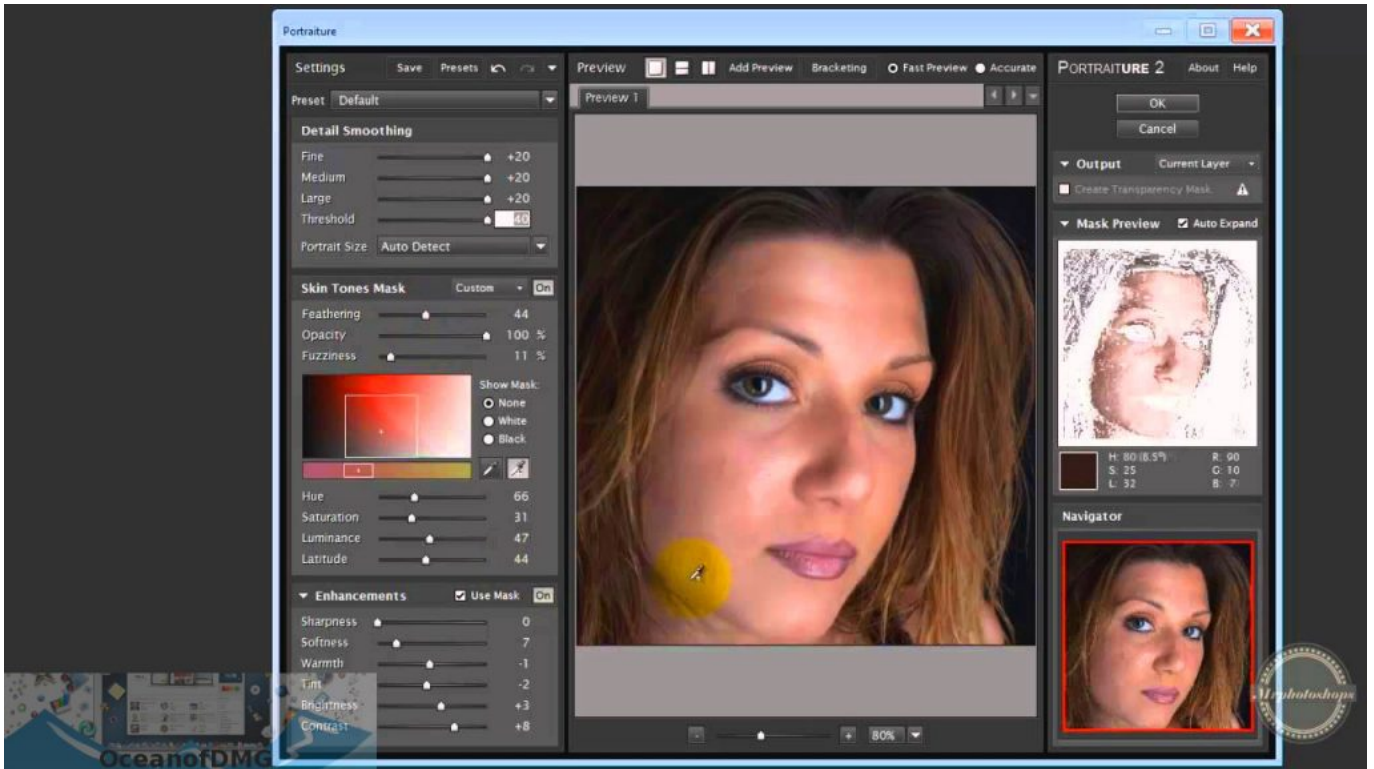 Portraiture
Settings Save Presets
Preset Default
Detail Smoothing
Fine +20
Medium +20
Large +20
Threshold 40
Portrait Size Auto Detect
Skin Tones Mask Custom On
Feathering 44
Opacity 100 %
Fuzziness 11 %
Show Mask:
None
White
Black
Hue 66
Saturation 31
Luminance 47
Latitude 44
Enhancements Use Mask On
Sharpness 0
Softness 7
Warmth -1
Tint -2
Brightness +3
Contrast +8
OceanofDMG
Preview Add Preview Bracketing Fast Preview Accurate
Preview 1
80%
PORTRAITURE 2 About Help
OK
Cancel
Output Current Layer
Create Transparency Mask
Mask Preview Auto Expand
H: 80 (8.5°) R: 90
S: 25 G: 10
L: 32 B: 7
Navigator
Mrphotoshops